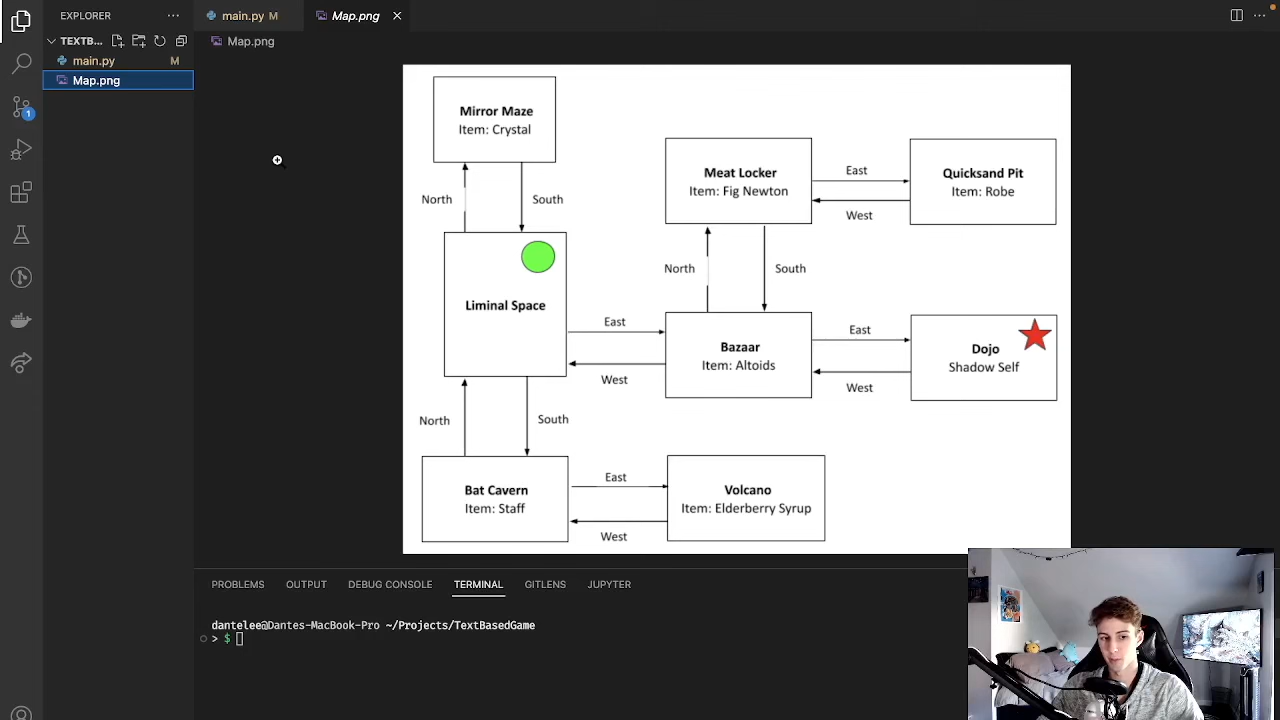 EXPLORER
main.py M
Map.png
TEXTB...
Map.png
main.py M
Map.png
1
Mirror Maze
Item: Crystal
Meat Locker
Item: Fig Newton
East
Quicksand Pit
Item: Robe
North
South
West
Liminal Space
North
South
East
Bazaar
Item: Altoids
East
Dojo
Shadow Self
West
West
North
South
Bat Cavern
Item: Staff
East
Volcano
Item: Elderberry Syrup
West
PROBLEMS OUTPUT DEBUG CONSOLE TERMINAL GITLENS JUPYTER
dantelee@Dantes-MacBook-Pro ~/Projects/TextBasedGame
> $